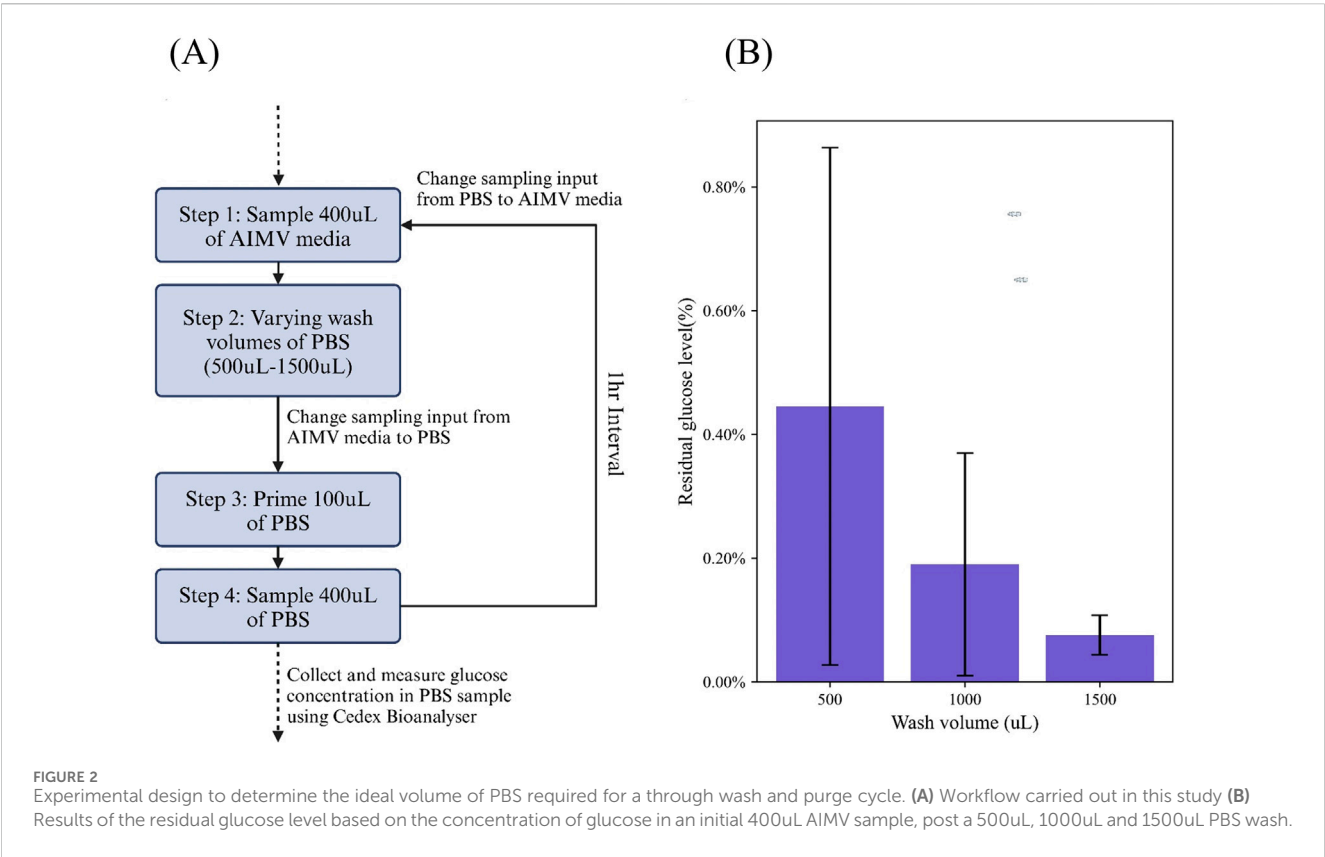 (A)
Change sampling input
from PBS to AIMV media
Step 1: Sample 400uL
of AIMV media
Step 2: Varying wash
volumes of PBS
(500uL-1500uL)
Change sampling input from
AIMV media to PBS
1hr Interval
Step 3: Prime 100uL
of PBS
Step 4: Sample 400uL
of PBS
Collect and measure glucose
concentration in PBS sample
using Cedex Bioanalyser
(B)
Residual glucose level(%)
0.80%
0.60%
0.40%
0.20%
0.00%
500
1000
1500
Wash volume (uL)
FIGURE 2
Experimental design to determine the ideal volume of PBS required for a through wash and purge cycle. (A) Workflow carried out in this study (B)
Results of the residual glucose level based on the concentration of glucose in an initial 400uL AIMV sample, post a 500uL, 1000uL and 1500uL PBS wash.